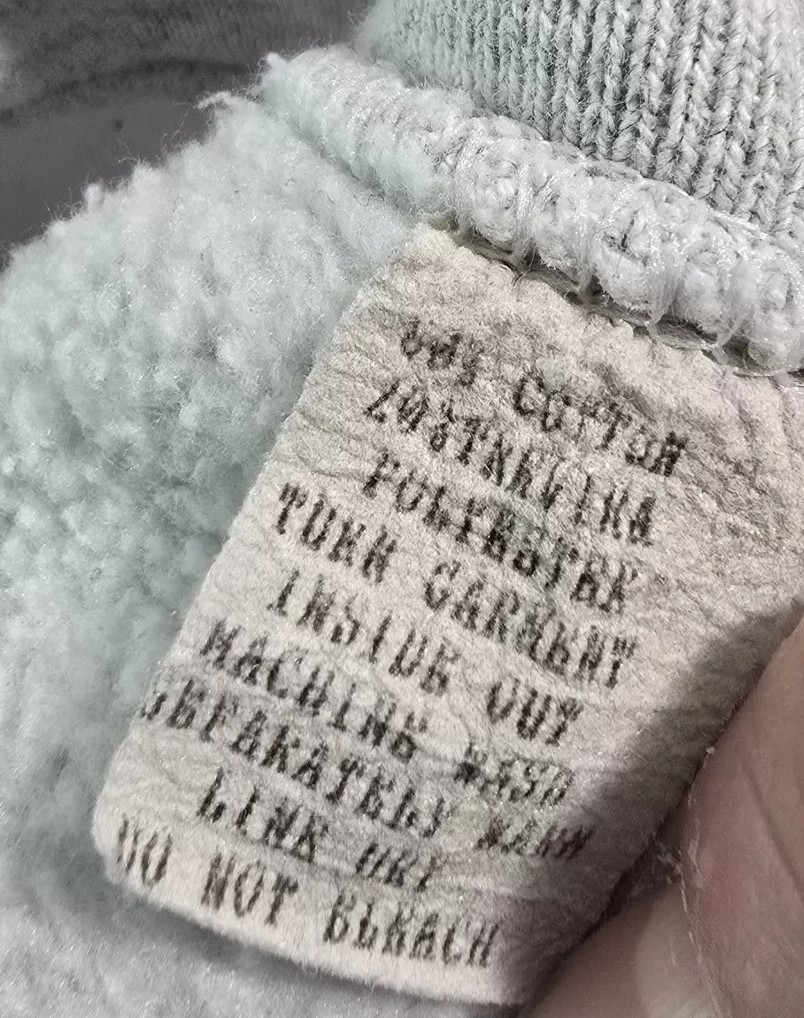 COTTON
POLYESTER
TURN GARMENT
INSIDE OUT
MACHINE WASH
SEPARATELY WARM
LINE DRY
DO NOT BLEACH